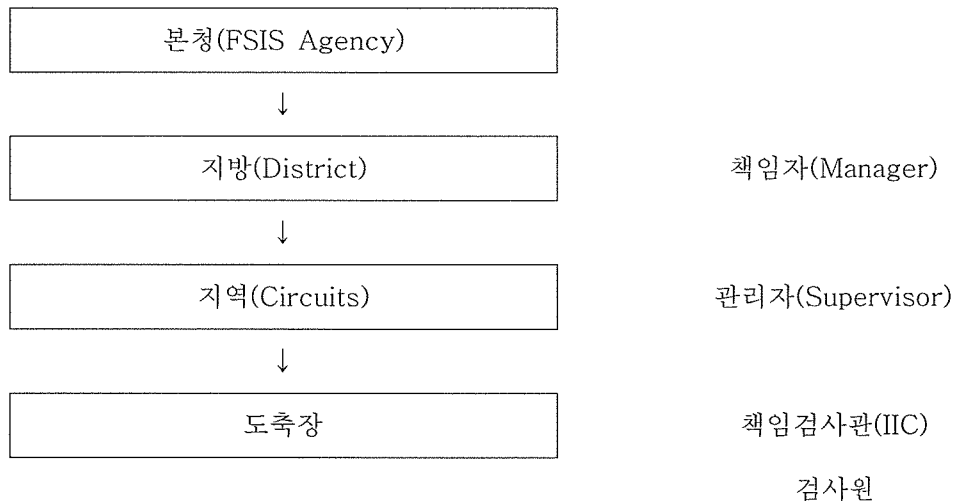 본청(FSIS Agency)
↓
지방(District) 책임자(Manager)
↓
지역(Circuits) 관리자(Supervisor)
↓
도축장 책임검사관(IIC)
검사원